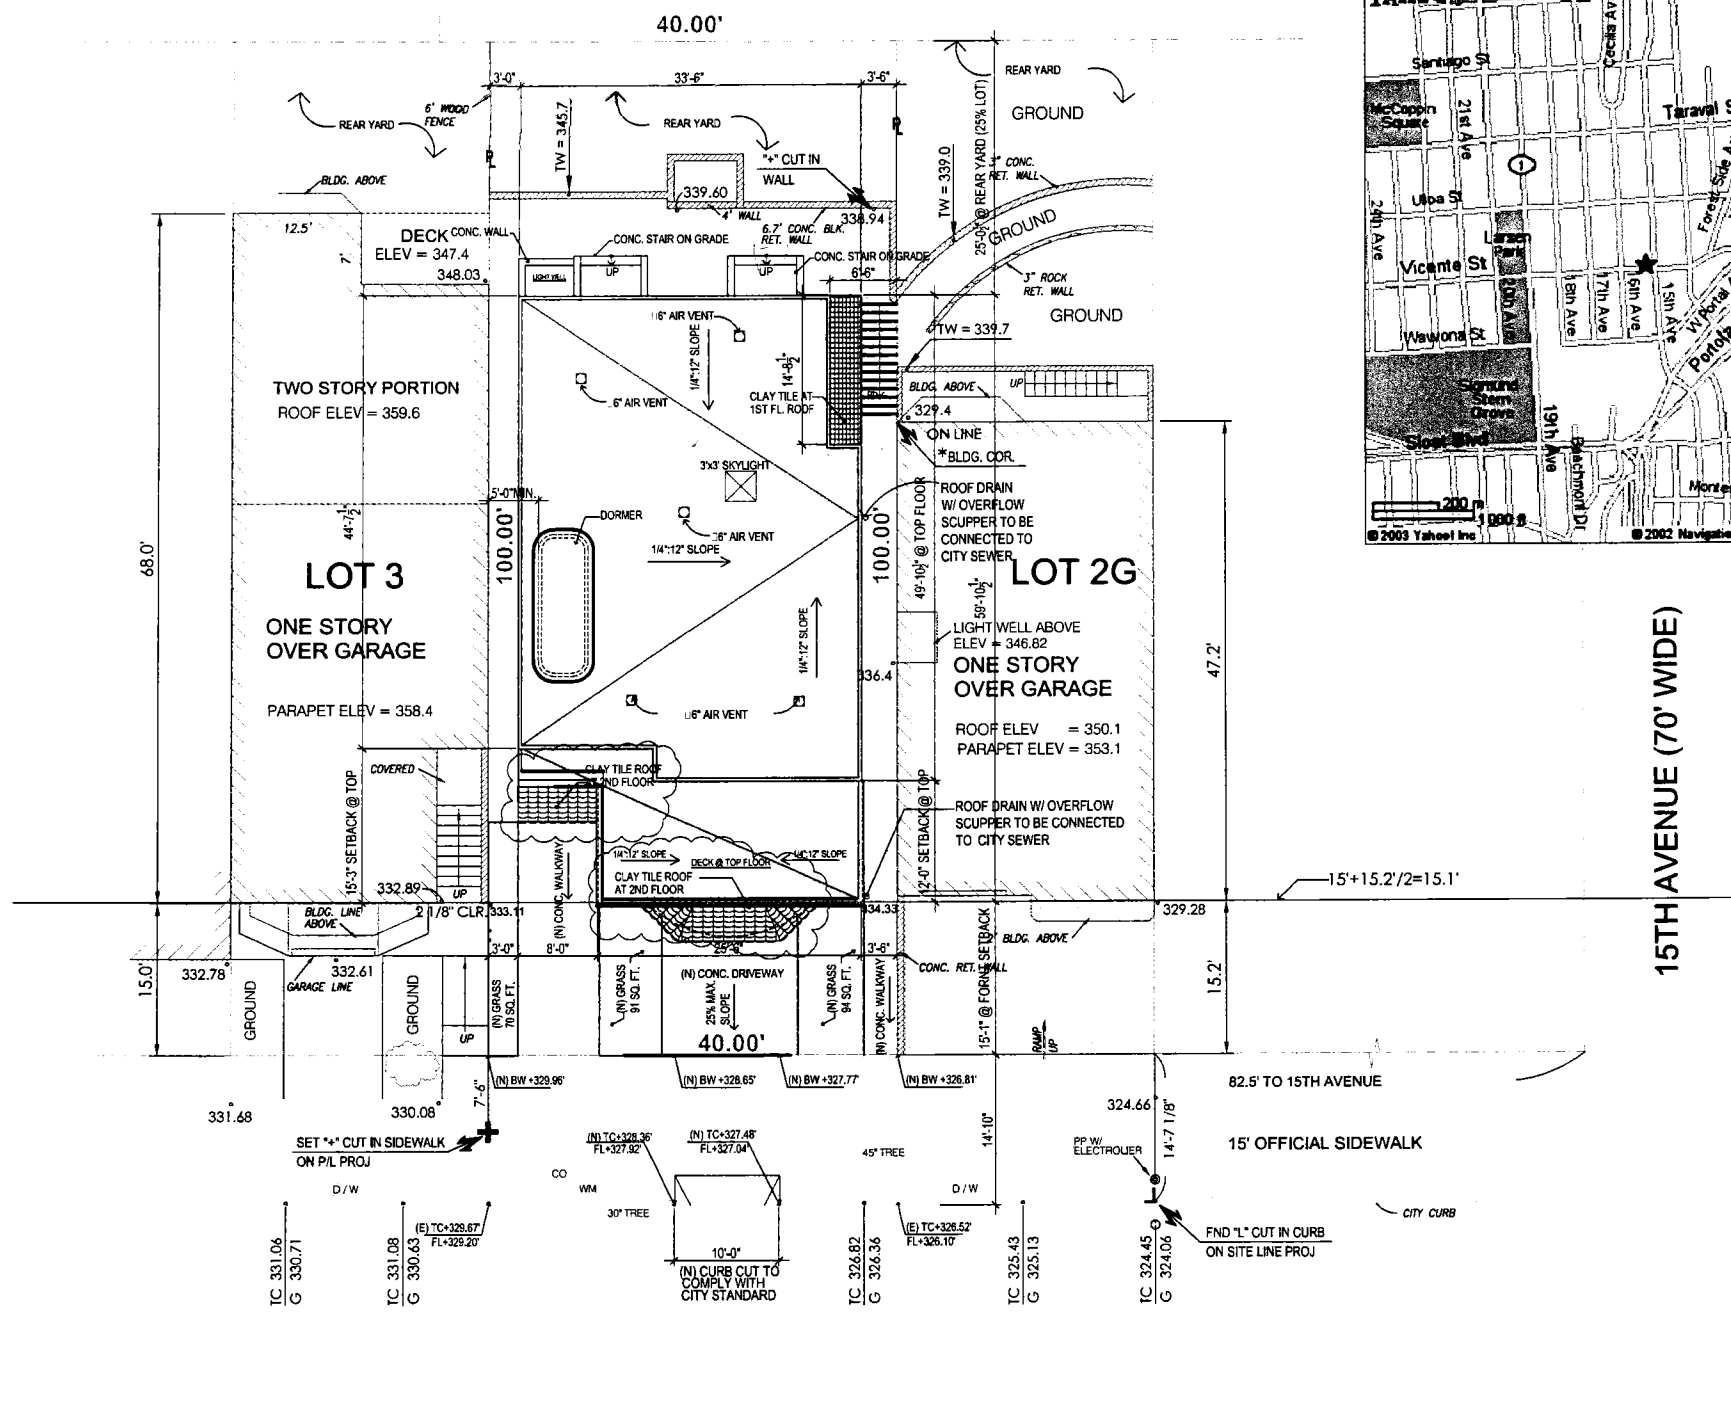 40.00'
3'-0"
33'-6"
3'-6"
REAR YARD
GROUND
6' WOOD
FENCE
REAR YARD
REAR YARD
TW = 345.7
"+" CUT IN
WALL
TW = 339.0
25'-0½" @ REAR YARD (25% LOT)
3" CONC.
RET. WALL
BLDG. ABOVE
339.60
4' WALL
338.94
GROUND
12.5'
7'
DECK
ELEV = 347.4
348.03
CONC. WALL
CONC. STAIR ON GRADE
6.7' CONC. BLK.
RET. WALL
CONC. STAIR ON GRADE
LIGHT WELL
UP
UP
6'-6"
3" ROCK
RET. WALL
GROUND
TW = 339.7
6" AIR VENT
1/4":12" SLOPE
14'-8½"
TWO STORY PORTION
ROOF ELEV = 359.6
6" AIR VENT
CLAY TILE AT
1ST FL. ROOF
BLDG. ABOVE
UP
329.4
ON LINE
*BLDG. COR.
3'x3' SKYLIGHT
5'-0"MIN.
DORMER
6" AIR VENT
1/4":12" SLOPE
ROOF DRAIN
W/ OVERFLOW
SCUPPER TO BE
CONNECTED TO
CITY SEWER
44'-7½"
68.0'
100.00'
100.00'
49'-10½" @ TOP FLOOR
59'-10½"
LOT 3
LOT 2G
ONE STORY
OVER GARAGE
PARAPET ELEV = 358.4
1/4":12" SLOPE
LIGHT WELL ABOVE
ELEV = 346.82
ONE STORY
OVER GARAGE
336.4
47.2'
ROOF ELEV = 350.1
PARAPET ELEV = 353.1
6" AIR VENT
COVERED
CLAY TILE ROOF
AT 2ND FLOOR
15'-3" SETBACK @ TOP
12'-0" SETBACK @ TOP
ROOF DRAIN W/ OVERFLOW
SCUPPER TO BE CONNECTED
TO CITY SEWER
1/4":12" SLOPE
DECK @ TOP FLOOR
1/4":12" SLOPE
CLAY TILE ROOF
AT 2ND FLOOR
(N) CONC. WALKWAY
332.89
UP
15'+15.2'/2=15.1'
BLDG. LINE
ABOVE
2 1/8" CLR.
333.11
334.33
329.28
BLDG. ABOVE
3'-0"
8'-0"
25'-6"
3'-6"
332.78
332.61
GARAGE LINE
CONC. RET. WALL
15.0'
15.2'
GROUND
GROUND
UP
(N) GRASS
70 SQ. FT.
(N) GRASS
91 SQ. FT.
(N) CONC. DRIVEWAY
25% MAX.
SLOPE
(N) GRASS
94 SQ. FT.
(N) CONC. WALKWAY
15'-1" @ FORNT SETBACK
RAMP
UP
40.00'
(N) BW +329.96'
(N) BW +328.65'
(N) BW +327.77'
(N) BW +326.81'
82.5' TO 15TH AVENUE
7'-6"
331.68
330.08
324.66
14'-7 1/8"
14'-10"
SET "+" CUT IN SIDEWALK
ON P/L PROJ
(N) TC+328.36'
FL+327.92'
(N) TC+327.48'
FL+327.04'
45" TREE
PP W/
ELECTROLIER
15' OFFICIAL SIDEWALK
CO
WM
D/W
D/W
30" TREE
CITY CURB
(E) TC+329.67'
FL+329.20'
(E) TC+326.52'
FL+326.10'
FND "L" CUT IN CURB
ON SITE LINE PROJ
10'-0"
(N) CURB CUT TO
COMPLY WITH
CITY STANDARD
TC 331.06
G 330.71
TC 331.08
G 330.63
TC 326.82
G 326.36
TC 325.43
G 325.13
TC 324.45
G 324.06
15TH AVENUE (70' WIDE)
Santiago St
Cecilia Av
McCoppin
Square
21st Ave
Taraval S
1
Ulloa St
24th Ave
Forest Side A
Larsen
Park
Vicente St
20th Ave
18th Ave
17th Ave
16th Ave
15th Ave
W Portal
Wawona St
Sigmund
Stern
Grove
Sloat Blvd
19th Ave
Beachmont Dr
200 m
1000 ft
© 2003 Yahoo! Inc
© 2002 Navigatio